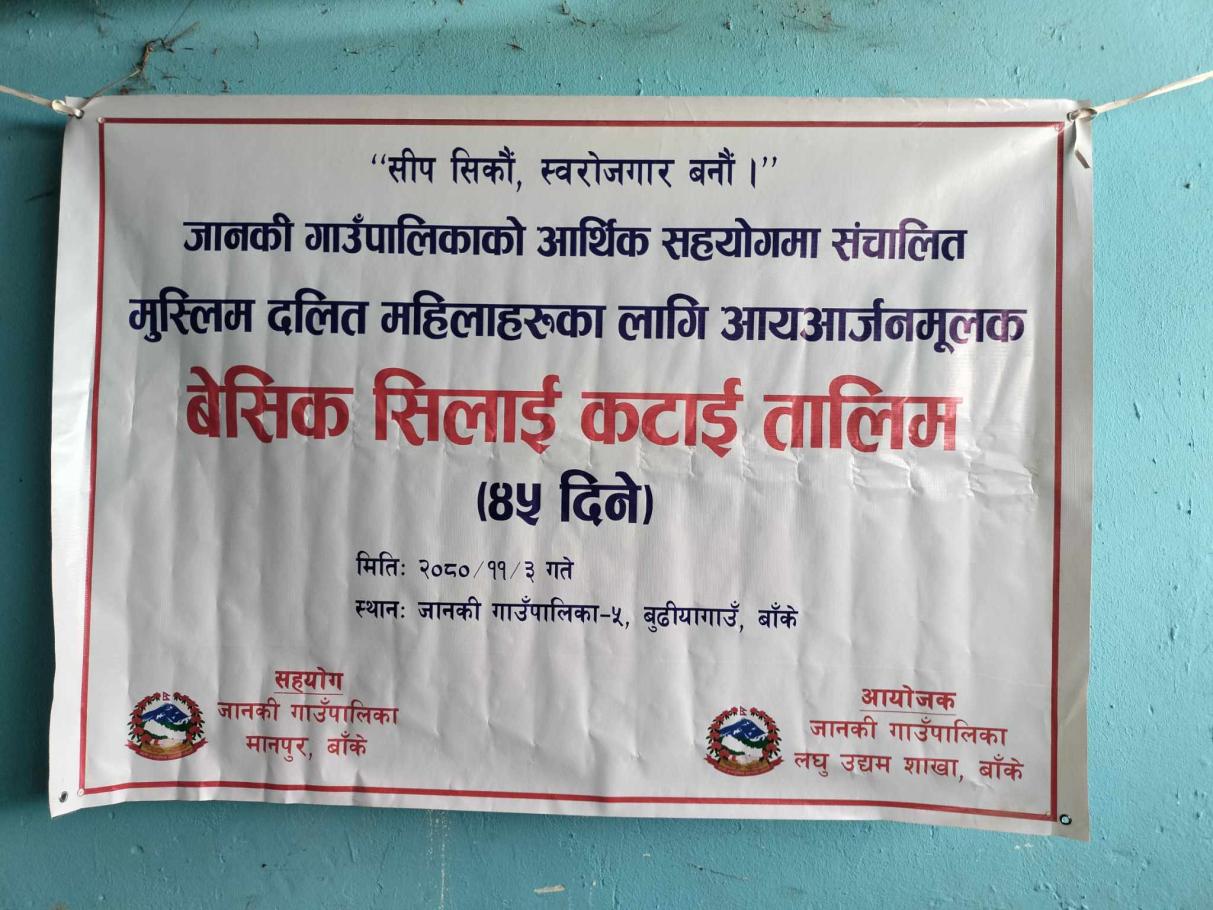 “सीप सिकौं, स्वरोजगार बनौं ।”
जानकी गाउँपालिकाको आर्थिक सहयोगमा संचालित
मुस्लिम दलित महिलाहरुका लागि आयआर्जनमूलक
बेसिक सिलाई कटाई तालिम
(४५ दिने)
मितिः २०८०/११/३ गते
स्थानः जानकी गाउँपालिका-५, बुढीयागाउँ, बाँके
सहयोग
जानकी गाउँपालिका
मानपुर, बाँके
आयोजक
जानकी गाउँपालिका
लघु उद्यम शाखा, बाँके